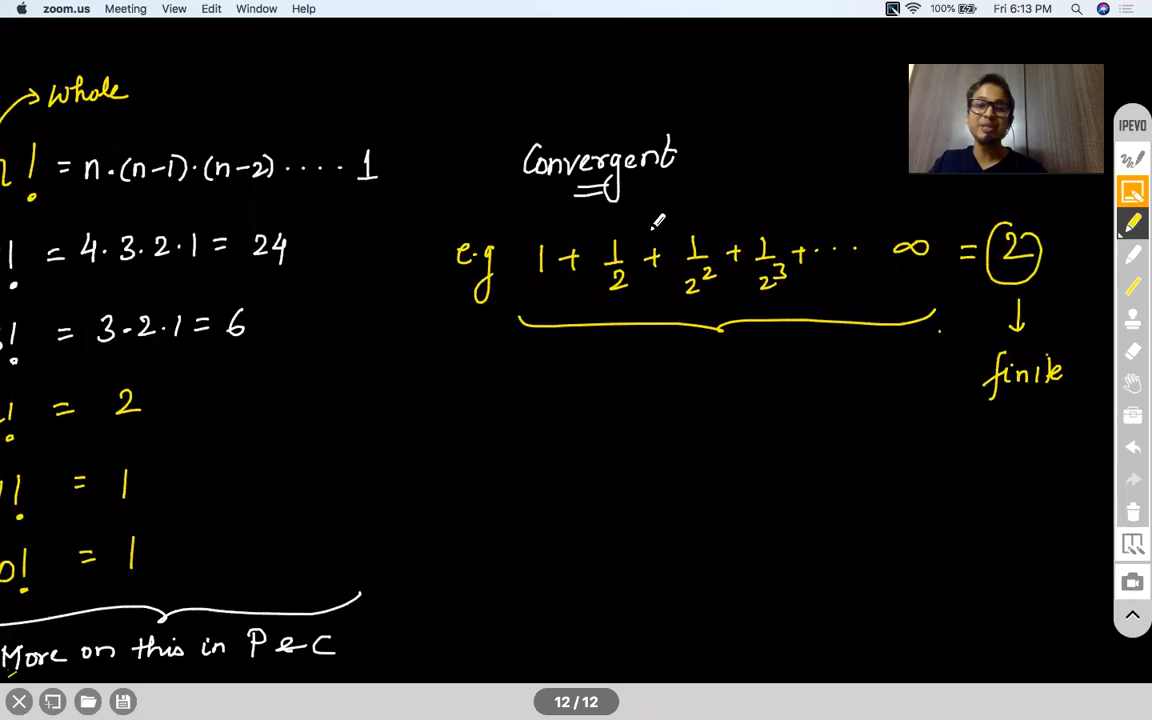 zoom.us Meeting View Edit Window Help 100% Fri 6:13 PM
Whole
n! = n·(n-1)·(n-2)····1
! = 4.3.2.1 = 24
! = 3-2.1 = 6
! = 2
! = 1
0! = 1
More on this in P & C
Convergent
e.g 1 + 1/2 + 1/2² + 1/2³ + ··· ∞ = 2
finite
IPEVO
12 / 12